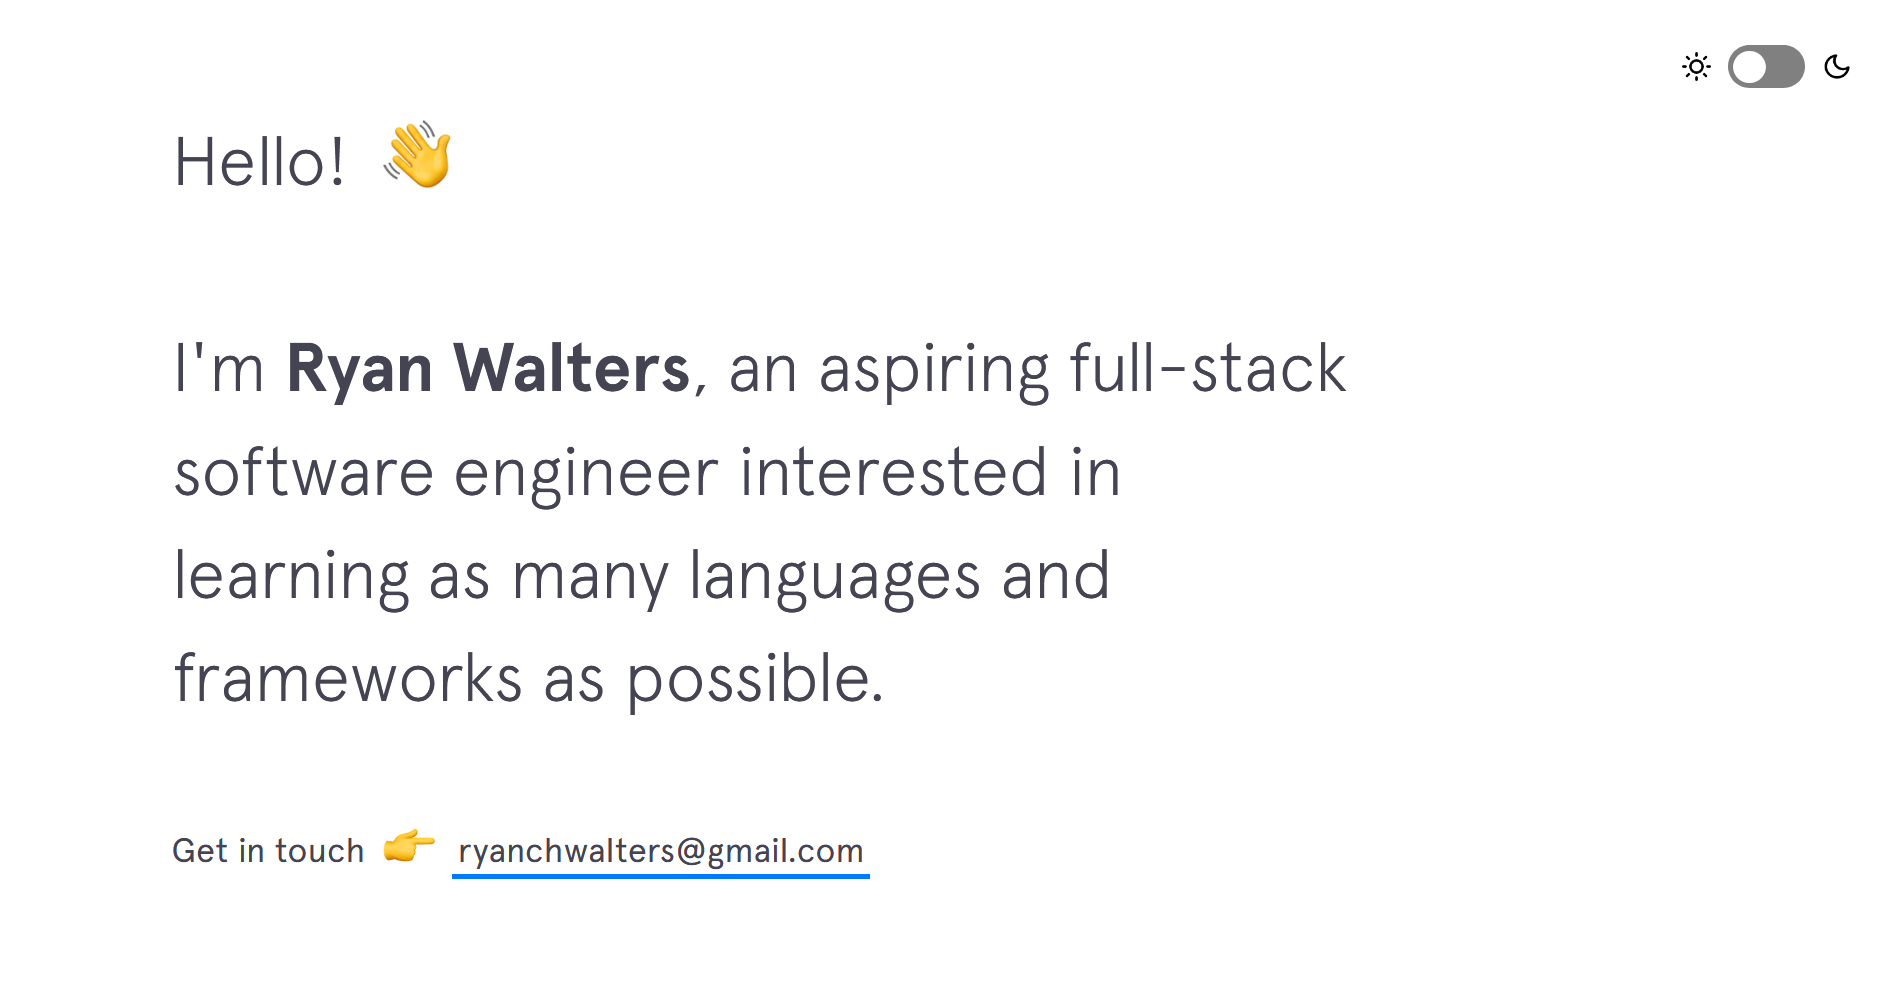 Hello! 👋
I'm Ryan Walters, an aspiring full-stack
software engineer interested in
learning as many languages and
frameworks as possible.
Get in touch 👉 ryanchwalters@gmail.com